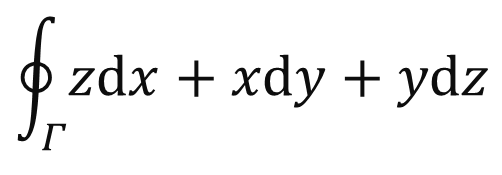 ∮_Γ zdx + xdy + ydz